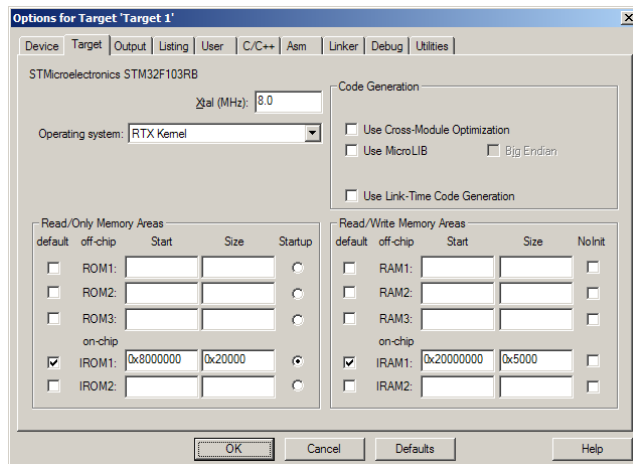 Options for Target 'Target 1'
Device Target Output Listing User C/C++ Asm Linker Debug Utilities
STMicroelectronics STM32F103RB
Xtal (MHz): 8.0
Operating system: RTX Kernel
Code Generation
Use Cross-Module Optimization
Use MicroLIB Big Endian
Use Link-Time Code Generation
Read/Only Memory Areas
default off-chip Start Size Startup
ROM1:
ROM2:
ROM3:
on-chip
IROM1: 0x8000000 0x20000
IROM2:
Read/Write Memory Areas
default off-chip Start Size NoInit
RAM1:
RAM2:
RAM3:
on-chip
IRAM1: 0x20000000 0x5000
IRAM2:
OK Cancel Defaults Help